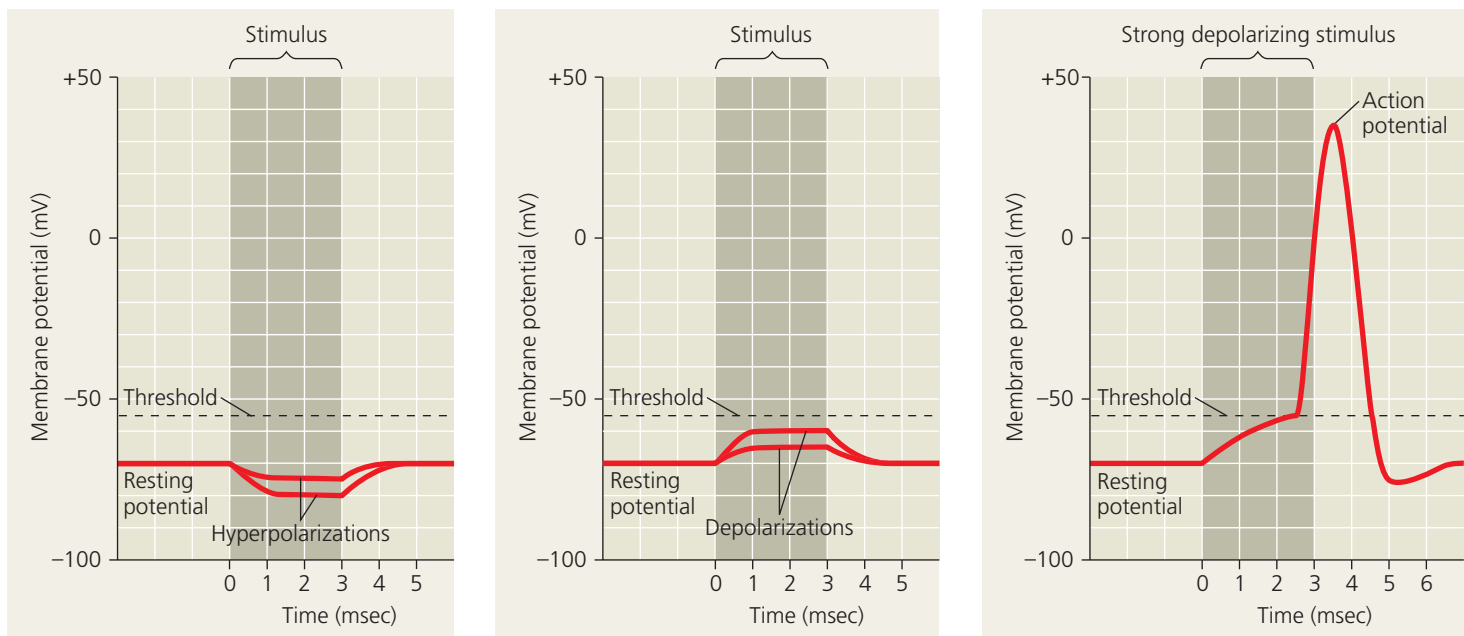 Stimulus
+50
0
−50
−100
Membrane potential (mV)
Threshold
Resting
potential
Hyperpolarizations
0 1 2 3 4 5
Time (msec)
Stimulus
+50
0
−50
−100
Membrane potential (mV)
Threshold
Resting
potential
Depolarizations
0 1 2 3 4 5
Time (msec)
Strong depolarizing stimulus
+50
0
−50
−100
Membrane potential (mV)
Action
potential
Threshold
Resting
potential
0 1 2 3 4 5 6
Time (msec)